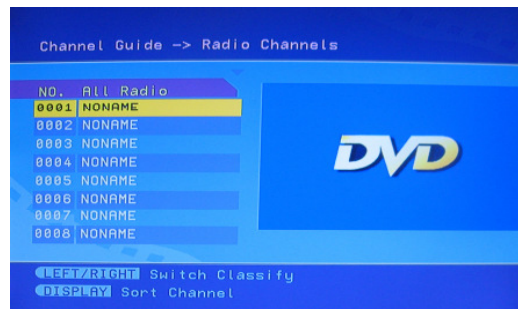 Channel Guide -> Radio Channels
NO. All Radio
0001 NONAME
0002 NONAME
0003 NONAME
0004 NONAME
0005 NONAME
0006 NONAME
0007 NONAME
0008 NONAME
DVD
LEFT/RIGHT Switch Classify
DISPLAY Sort Channel